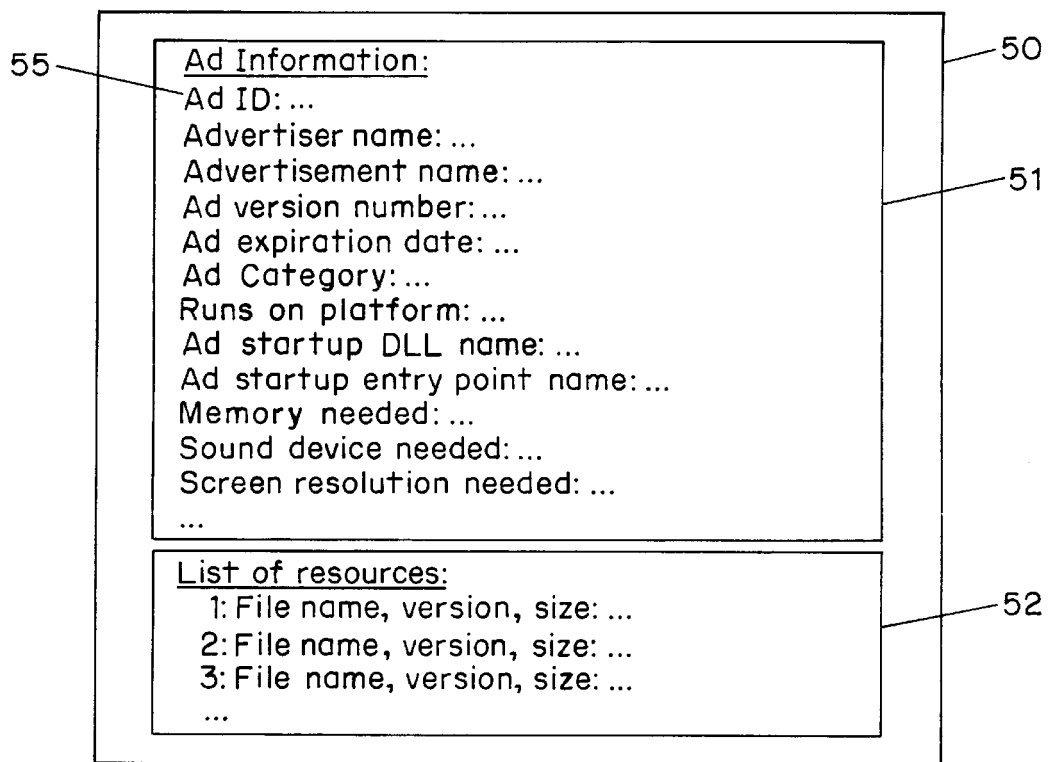 Ad Information:
Ad ID: ...
Advertiser name: ...
Advertisement name: ...
Ad version number: ...
Ad expiration date: ...
Ad Category: ...
Runs on platform: ...
Ad startup DLL name: ...
Ad startup entry point name: ...
Memory needed: ...
Sound device needed: ...
Screen resolution needed: ...
...
List of resources:
1: File name, version, size: ...
2: File name, version, size: ...
3: File name, version, size: ...
...
55
50
51
52